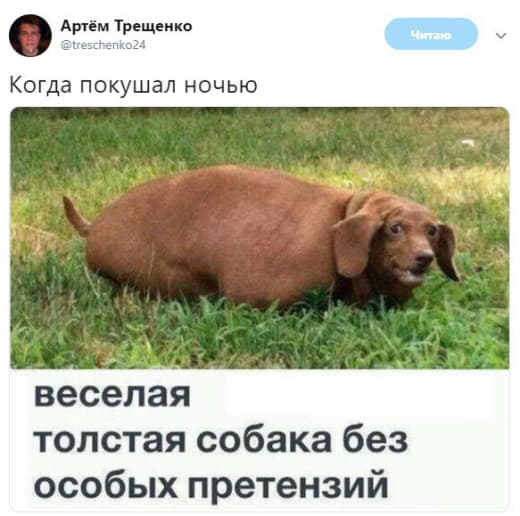 Артём Трещенко
@treschenko24
Читаю
Когда покушал ночью
веселая
толстая собака без
особых претензий